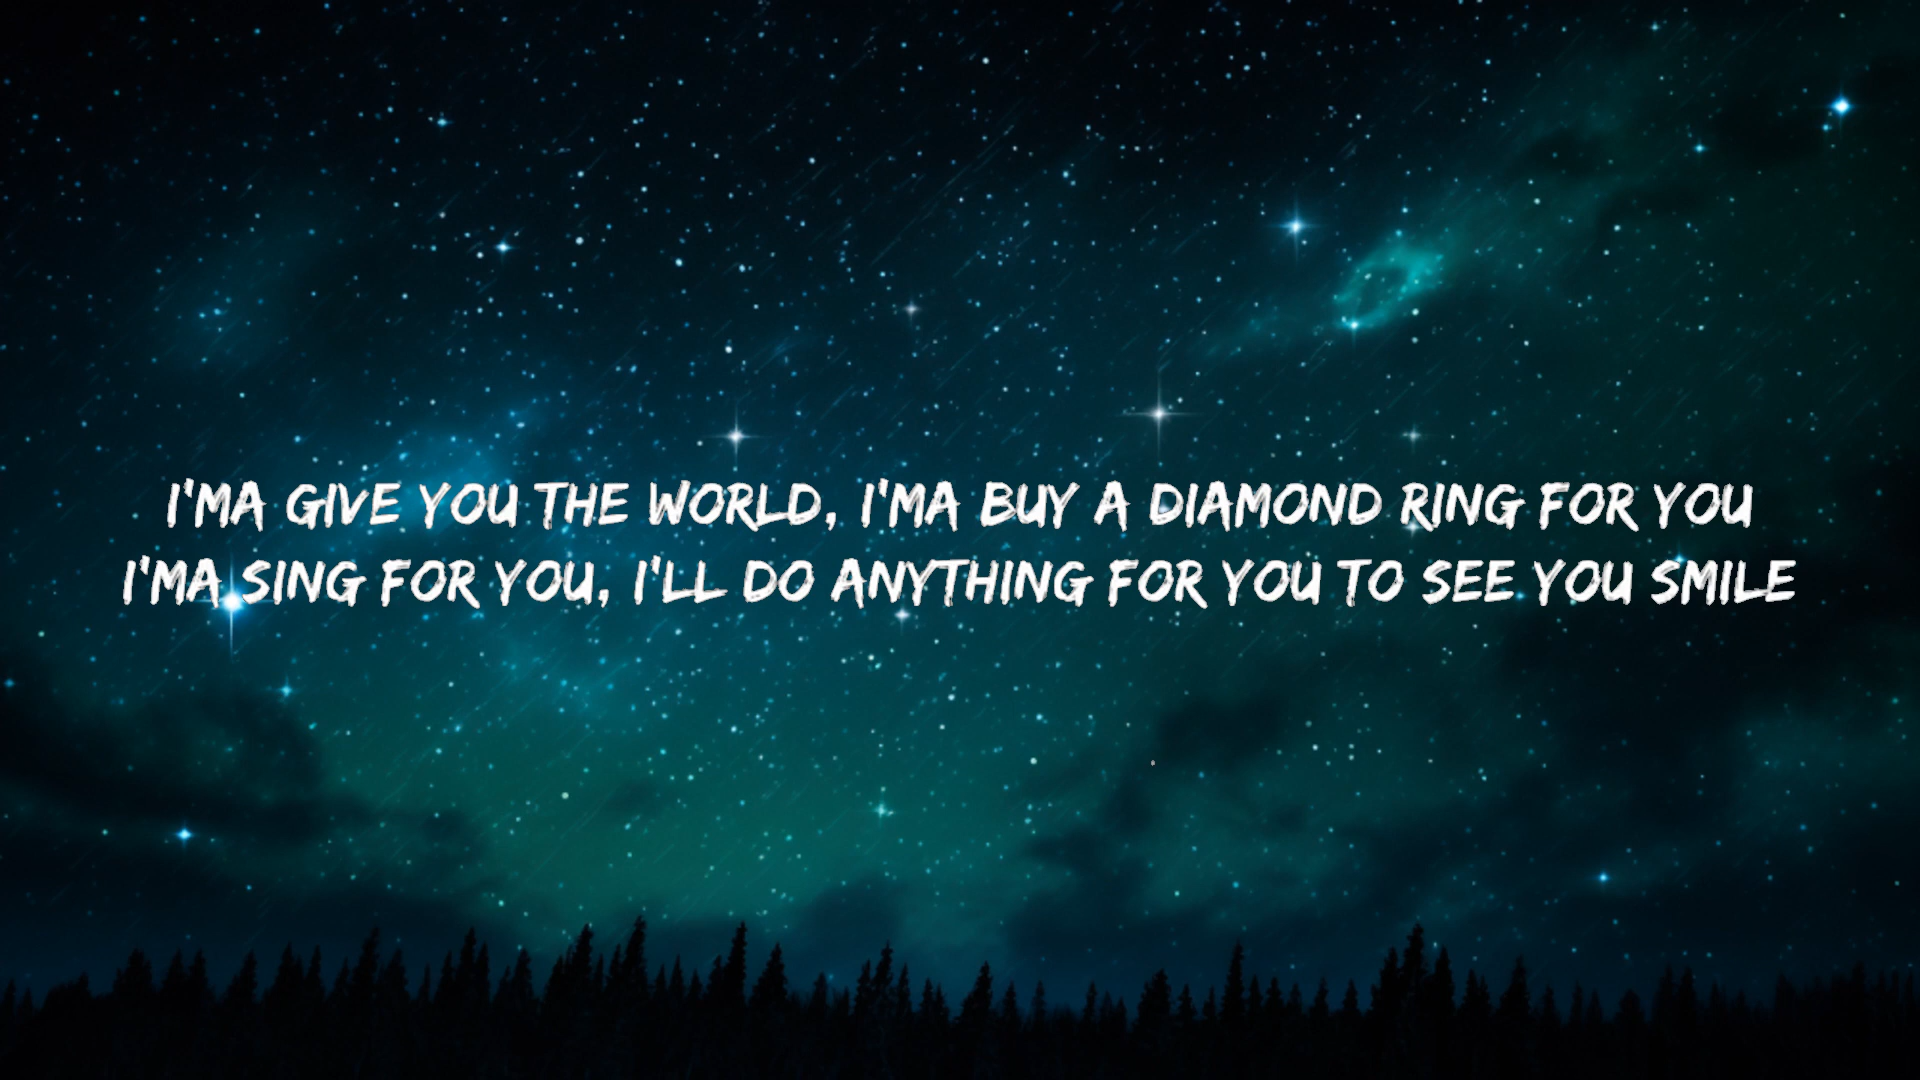 I'MA GIVE YOU THE WORLD, I'MA BUY A DIAMOND RING FOR YOU
I'MA SING FOR YOU, I'LL DO ANYTHING FOR YOU TO SEE YOU SMILE